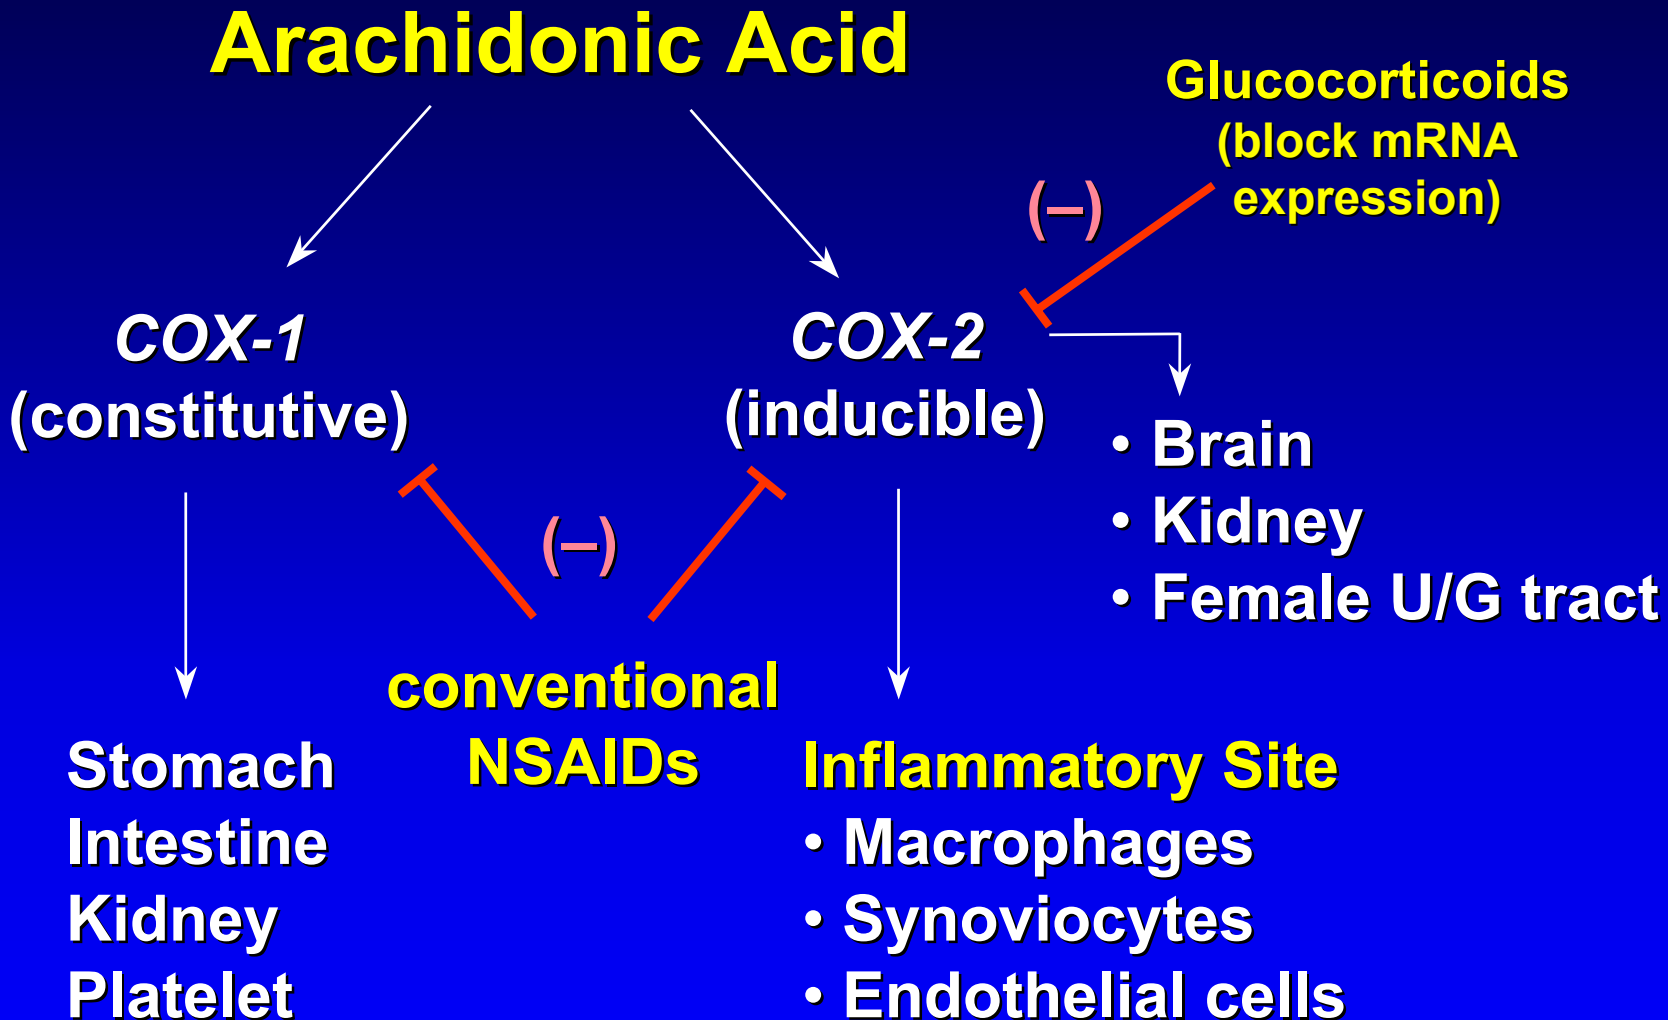 Arachidonic Acid
Glucocorticoids
(block mRNA
expression)
(–)
COX-1
(constitutive)
COX-2
(inducible)
• Brain
• Kidney
• Female U/G tract
(–)
conventional
NSAIDs
Stomach
Intestine
Kidney
Platelet
Inflammatory Site
• Macrophages
• Synoviocytes
• Endothelial cells